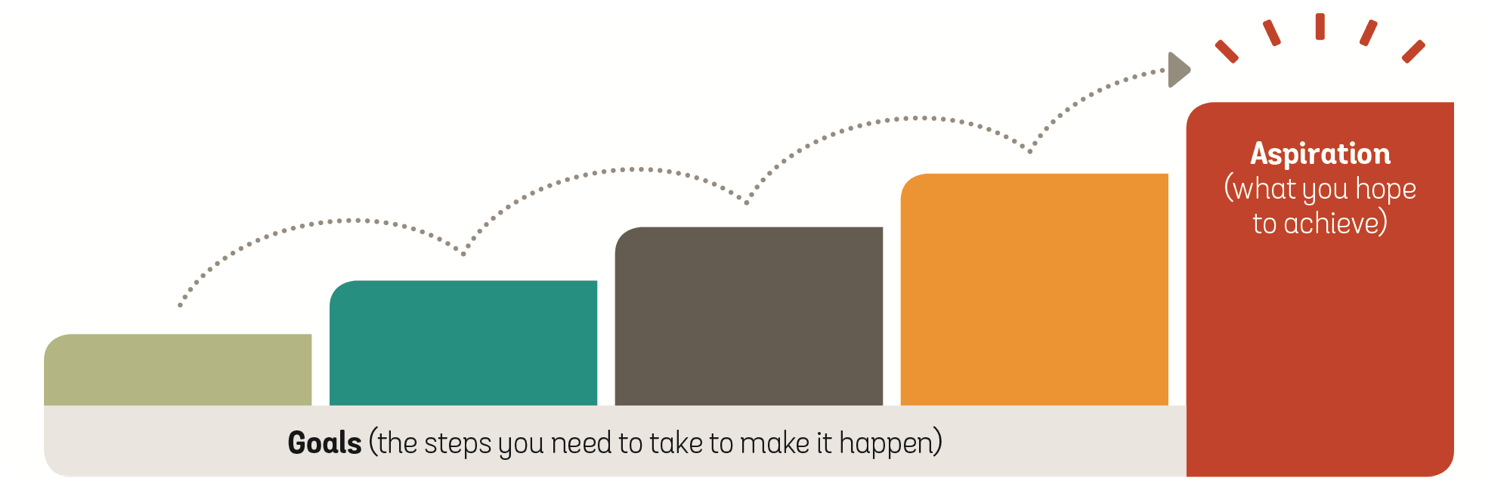 Aspiration
(what you hope
to achieve)
Goals (the steps you need to take to make it happen)